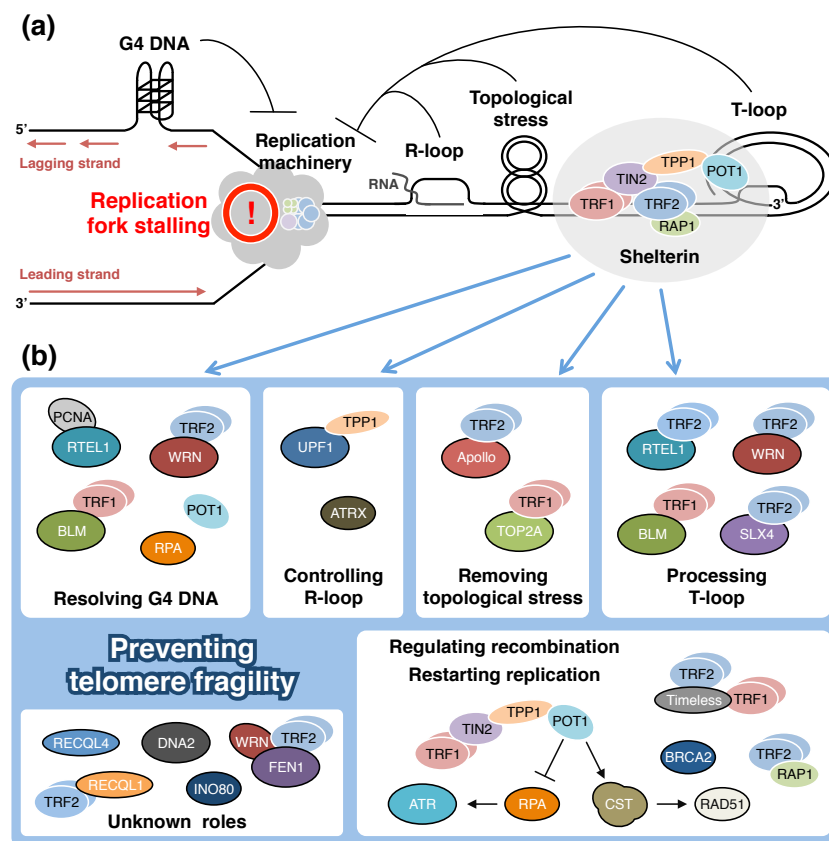 (a)
G4 DNA
5'
Lagging strand
Replication
machinery
Replication
fork stalling
!
Leading strand
3'
RNA
R-loop
Topological
stress
T-loop
TPP1
TIN2
POT1
TRF1
TRF2
RAP1
-3'
Shelterin
(b)
PCNA
RTEL1
TRF2
WRN
TRF1
BLM
POT1
RPA
Resolving G4 DNA
TPP1
UPF1
ATRX
Controlling
R-loop
TRF2
Apollo
TRF1
TOP2A
Removing
topological stress
TRF2
RTEL1
TRF2
WRN
TRF1
BLM
TRF2
SLX4
Processing
T-loop
Preventing
telomere fragility
RECQL4
DNA2
WRN
TRF2
FEN1
RECQL1
TRF2
INO80
Unknown roles
Regulating recombination
Restarting replication
TPP1
TIN2
POT1
TRF1
ATR
RPA
CST
RAD51
TRF2
Timeless
TRF1
BRCA2
TRF2
RAP1